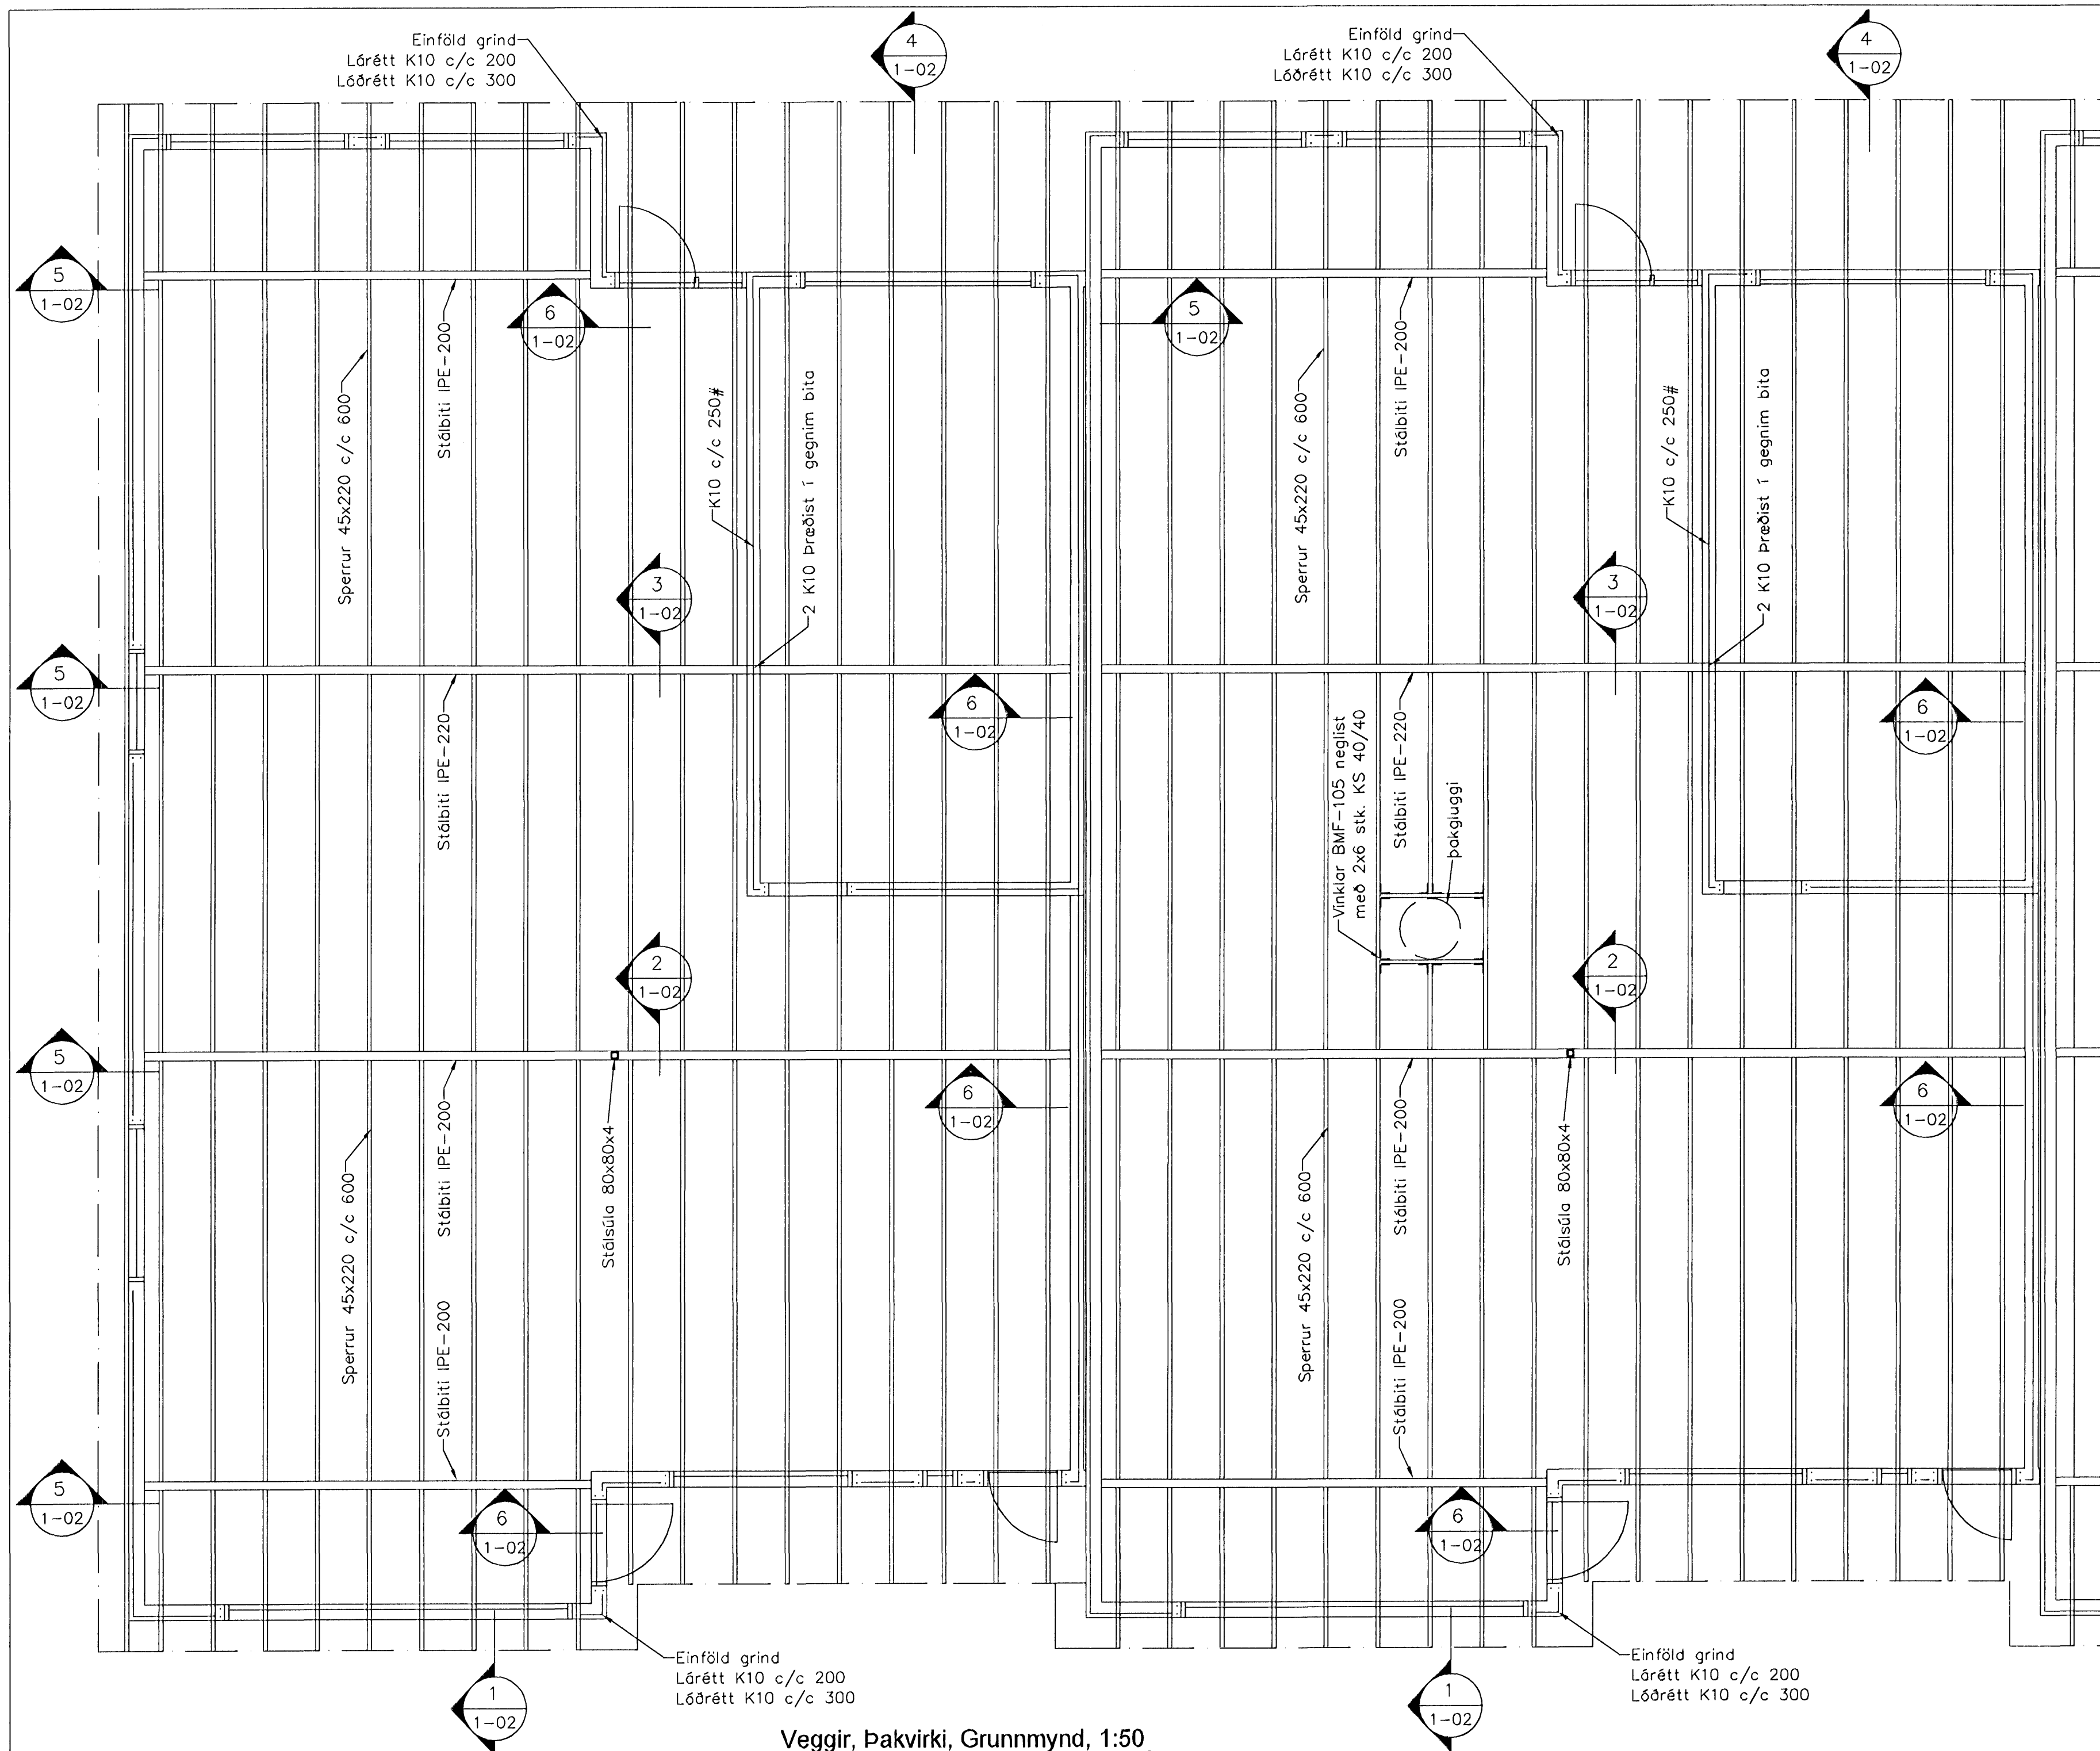 Einföld grind
Lárétt K10 c/c 200
Lóðrétt K10 c/c 300
4
1-02
Einföld grind
Lárétt K10 c/c 200
Lóðrétt K10 c/c 300
4
1-02
5
1-02
6
1-02
5
1-02
Sperrur 45x220 c/c 600
Stálbiti IPE-200
K10 c/c 250#
2 K10 Þræðist í gegnim bita
Sperrur 45x220 c/c 600
Stálbiti IPE-200
K10 c/c 250#
2 K10 Þræðist í gegnim bita
3
1-02
3
1-02
5
1-02
6
1-02
6
1-02
Stálbiti IPE-220
Vinklar BMF-105 neglist
með 2x6 stk. KS 40/40
Stálbiti IPE-220
Þakgluggi
2
1-02
2
1-02
5
1-02
6
1-02
6
1-02
Sperrur 45x220 c/c 600
Stálbiti IPE-200
Stálsúla 80x80x4
Sperrur 45x220 c/c 600
Stálbiti IPE-200
Stálsúla 80x80x4
Stálbiti IPE-200
Stálbiti IPE-200
5
1-02
6
1-02
6
1-02
Einföld grind
Lárétt K10 c/c 200
Lóðrétt K10 c/c 300
Einföld grind
Lárétt K10 c/c 200
Lóðrétt K10 c/c 300
1
1-02
1
1-02
Veggir, Þakvirki, Grunnmynd, 1:50